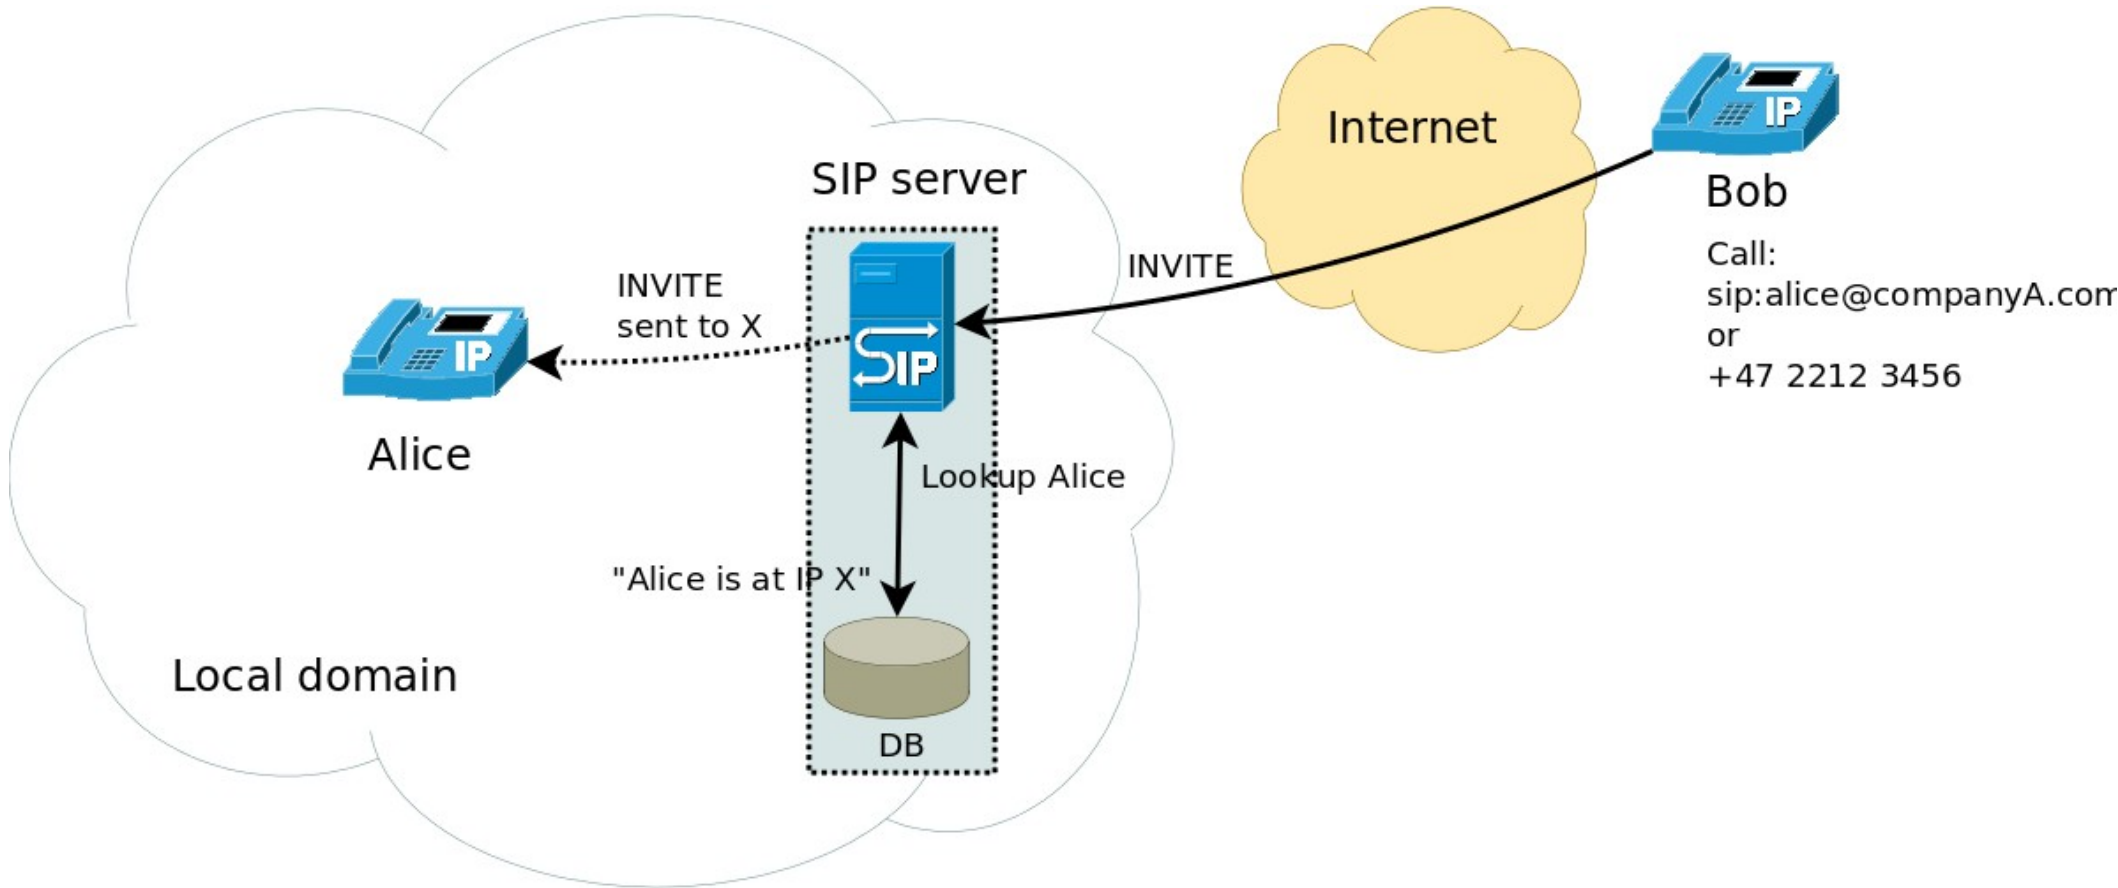 Internet
IP
Bob
Call:
sip:alice@companyA.com
or
+47 2212 3456
SIP server
INVITE
INVITE
sent to X
SIP
IP
Alice
Lookup Alice
"Alice is at IP X"
Local domain
DB